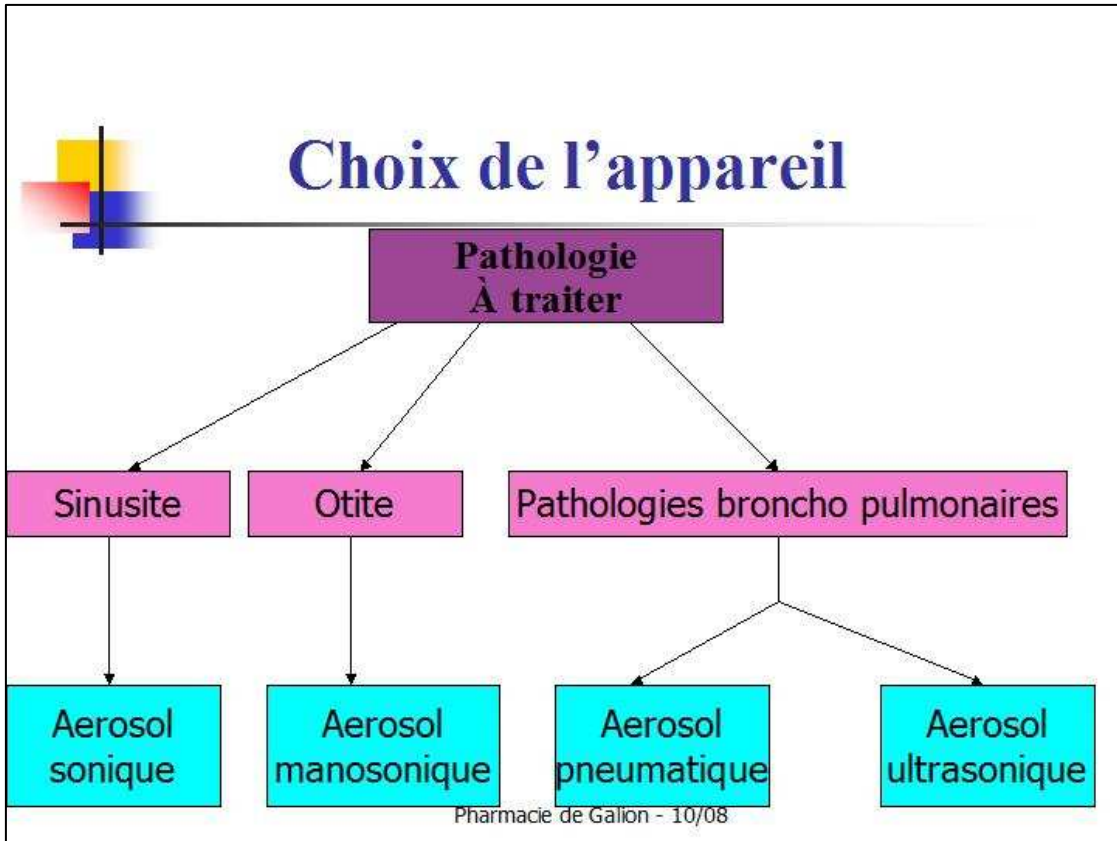 Choix de l’appareil
Pathologie
À traiter
Sinusite
Otite
Pathologies broncho pulmonaires
Aerosol
sonique
Aerosol
manosonique
Aerosol
pneumatique
Aerosol
ultrasonique
Pharmacie de Galion - 10/08